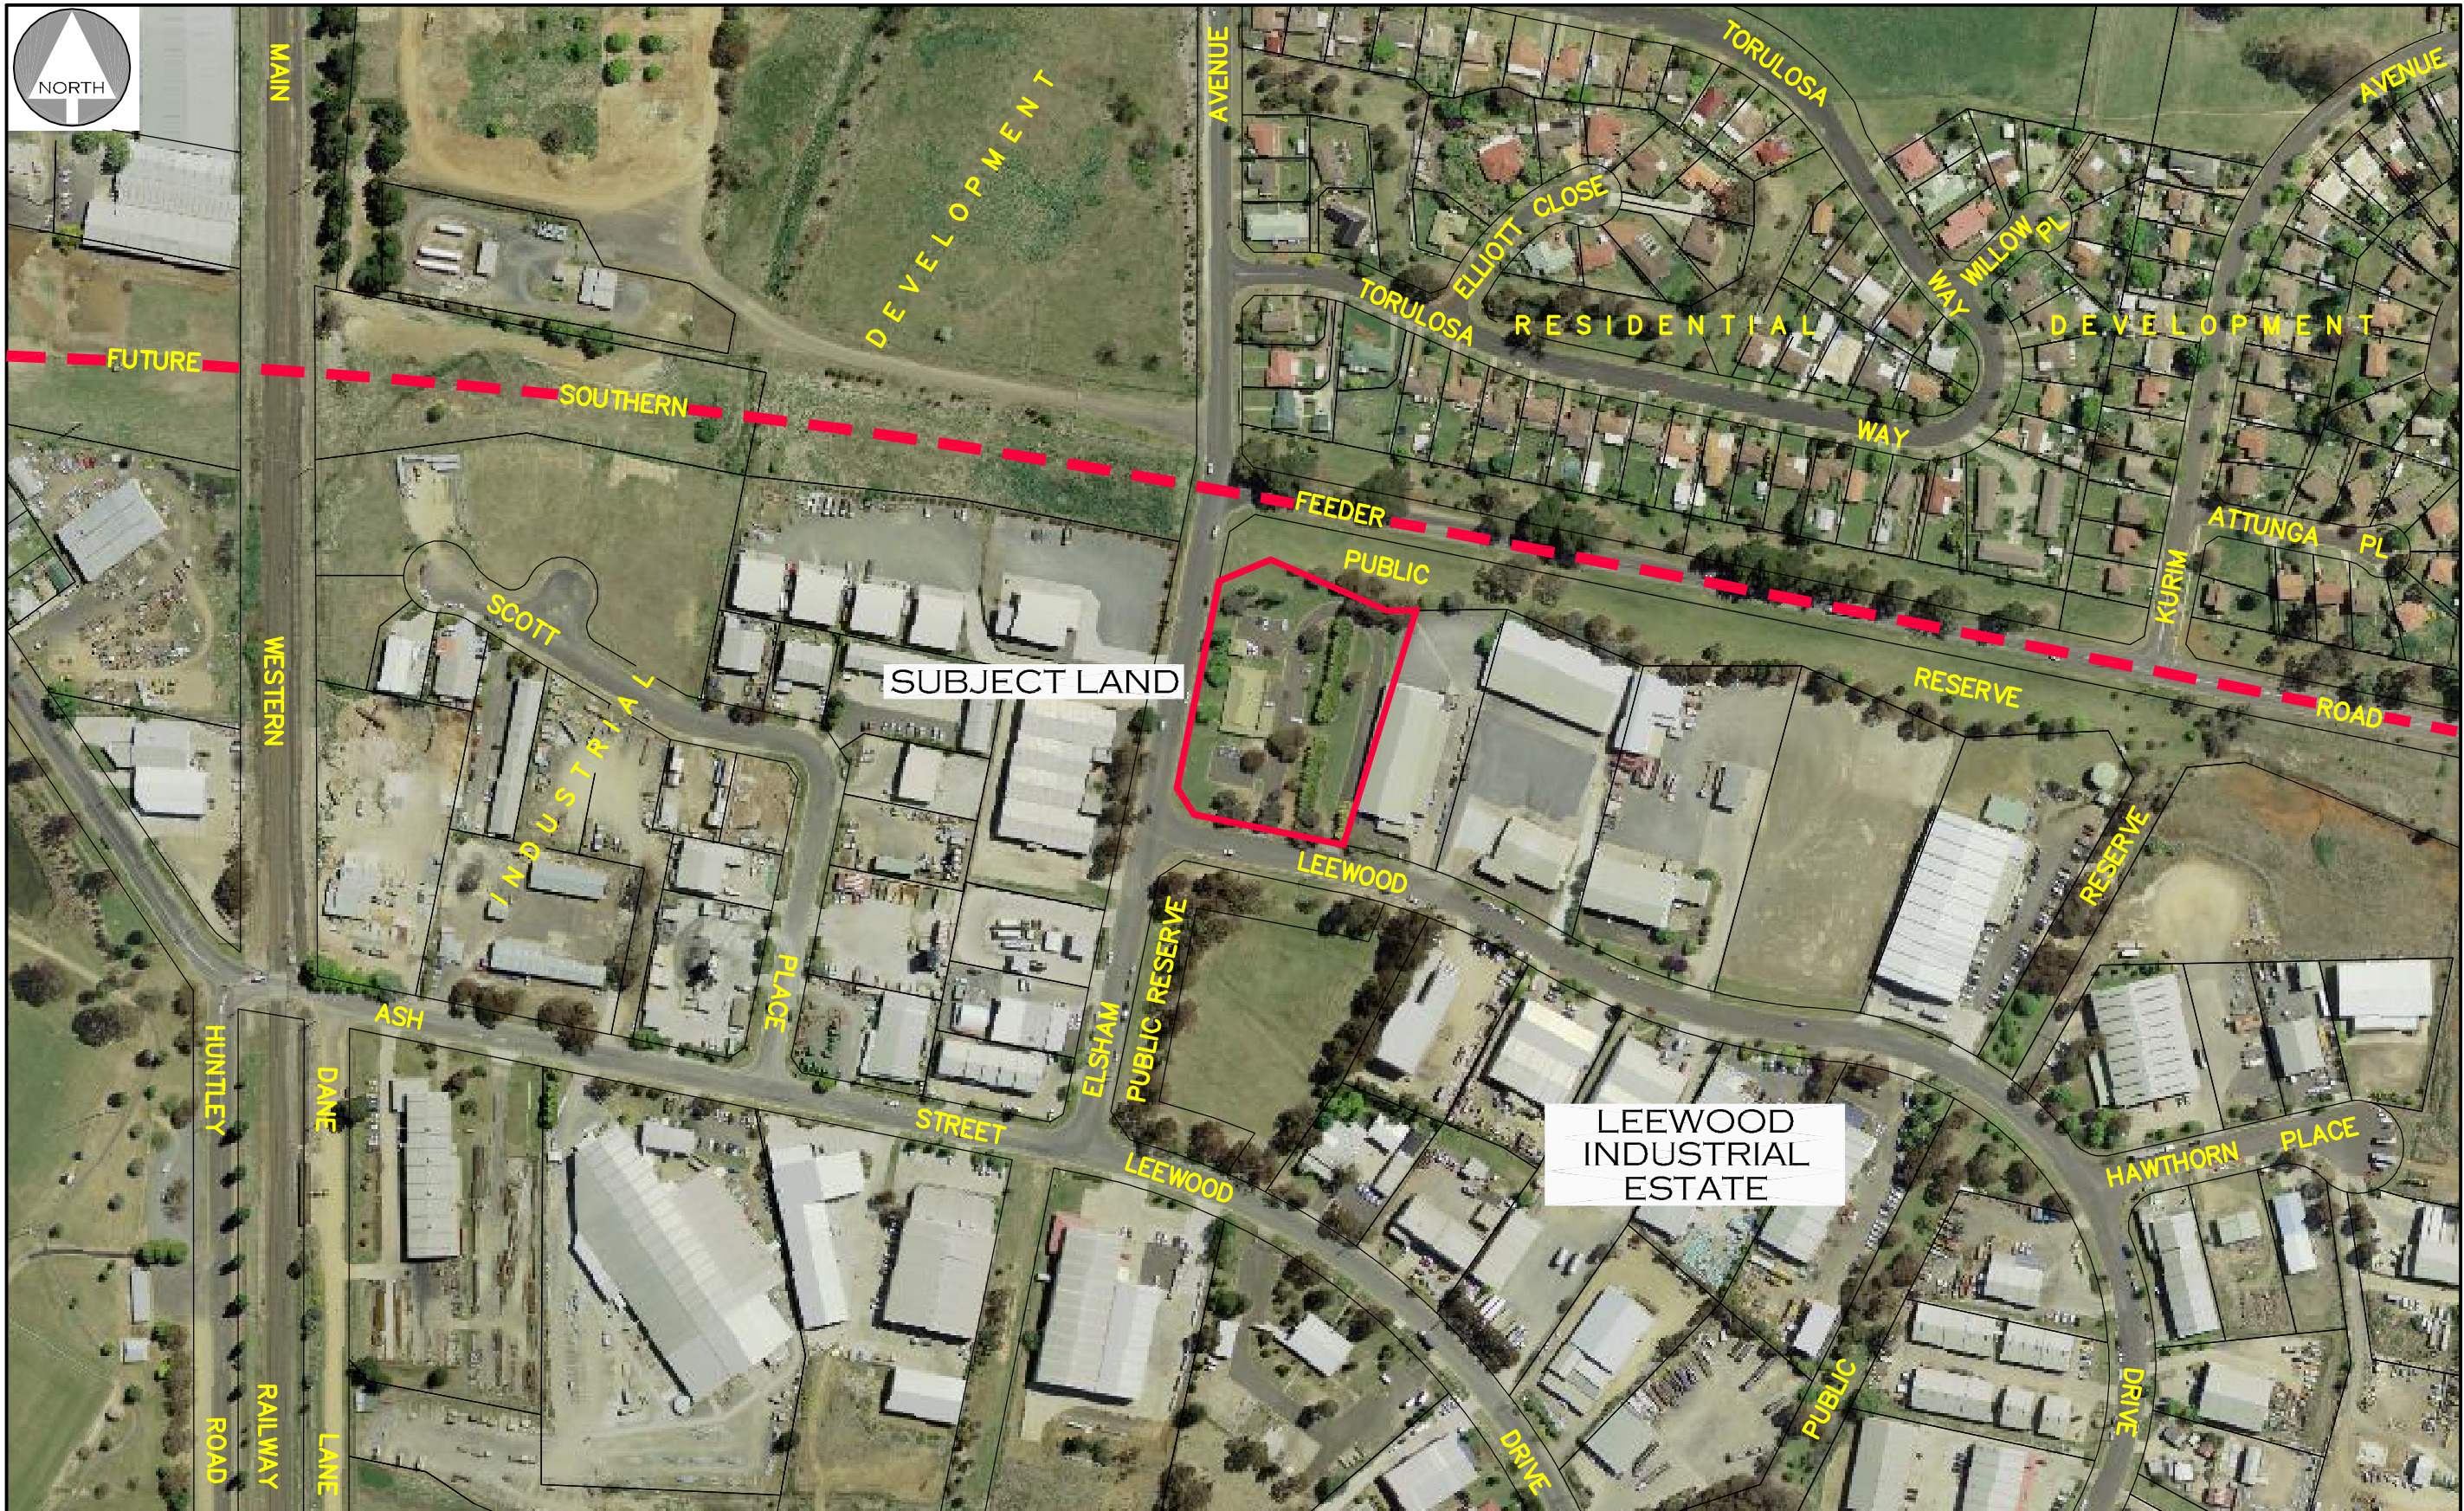 NORTH
MAIN
WESTERN
RAILWAY
AVENUE
TORULOSA
WAY
AVENUE
DEVELOPMENT
ELLIOTT CLOSE
WILLOW PL
TORULOSA
WAY
RESIDENTIAL DEVELOPMENT
FUTURE SOUTHERN FEEDER ROAD
ATTUNGA PL
KURIM
PUBLIC
RESERVE
SCOTT
PLACE
SUBJECT LAND
INDUSTRIAL
LEEWOOD
RESERVE
PUBLIC RESERVE
ELSHAM
ASH
STREET
HUNTLEY
ROAD
DANE
LANE
LEEWOOD
DRIVE
LEEWOOD
INDUSTRIAL
ESTATE
HAWTHORN PLACE
PUBLIC
DRIVE